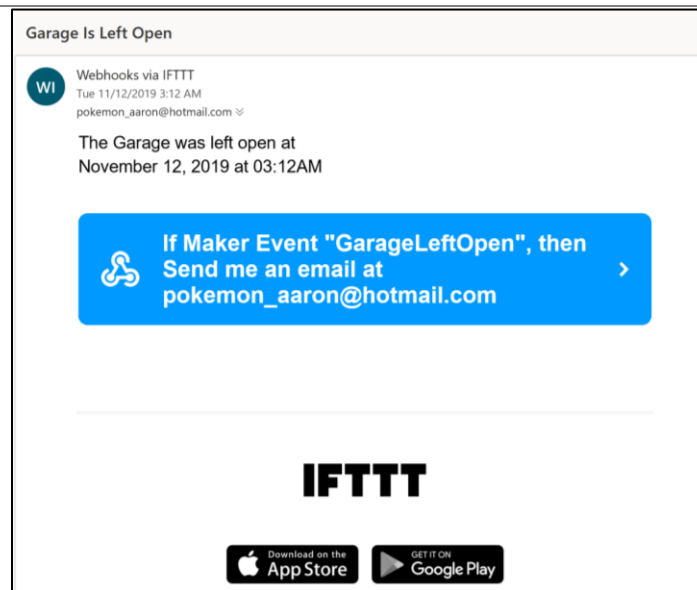 Garage Is Left Open
WI
Webhooks via IFTTT
Tue 11/12/2019 3:12 AM
pokemon_aaron@hotmail.com
The Garage was left open at
November 12, 2019 at 03:12AM
If Maker Event "GarageLeftOpen", then
Send me an email at
pokemon_aaron@hotmail.com
IFTTT
Download on the
App Store
GET IT ON
Google Play